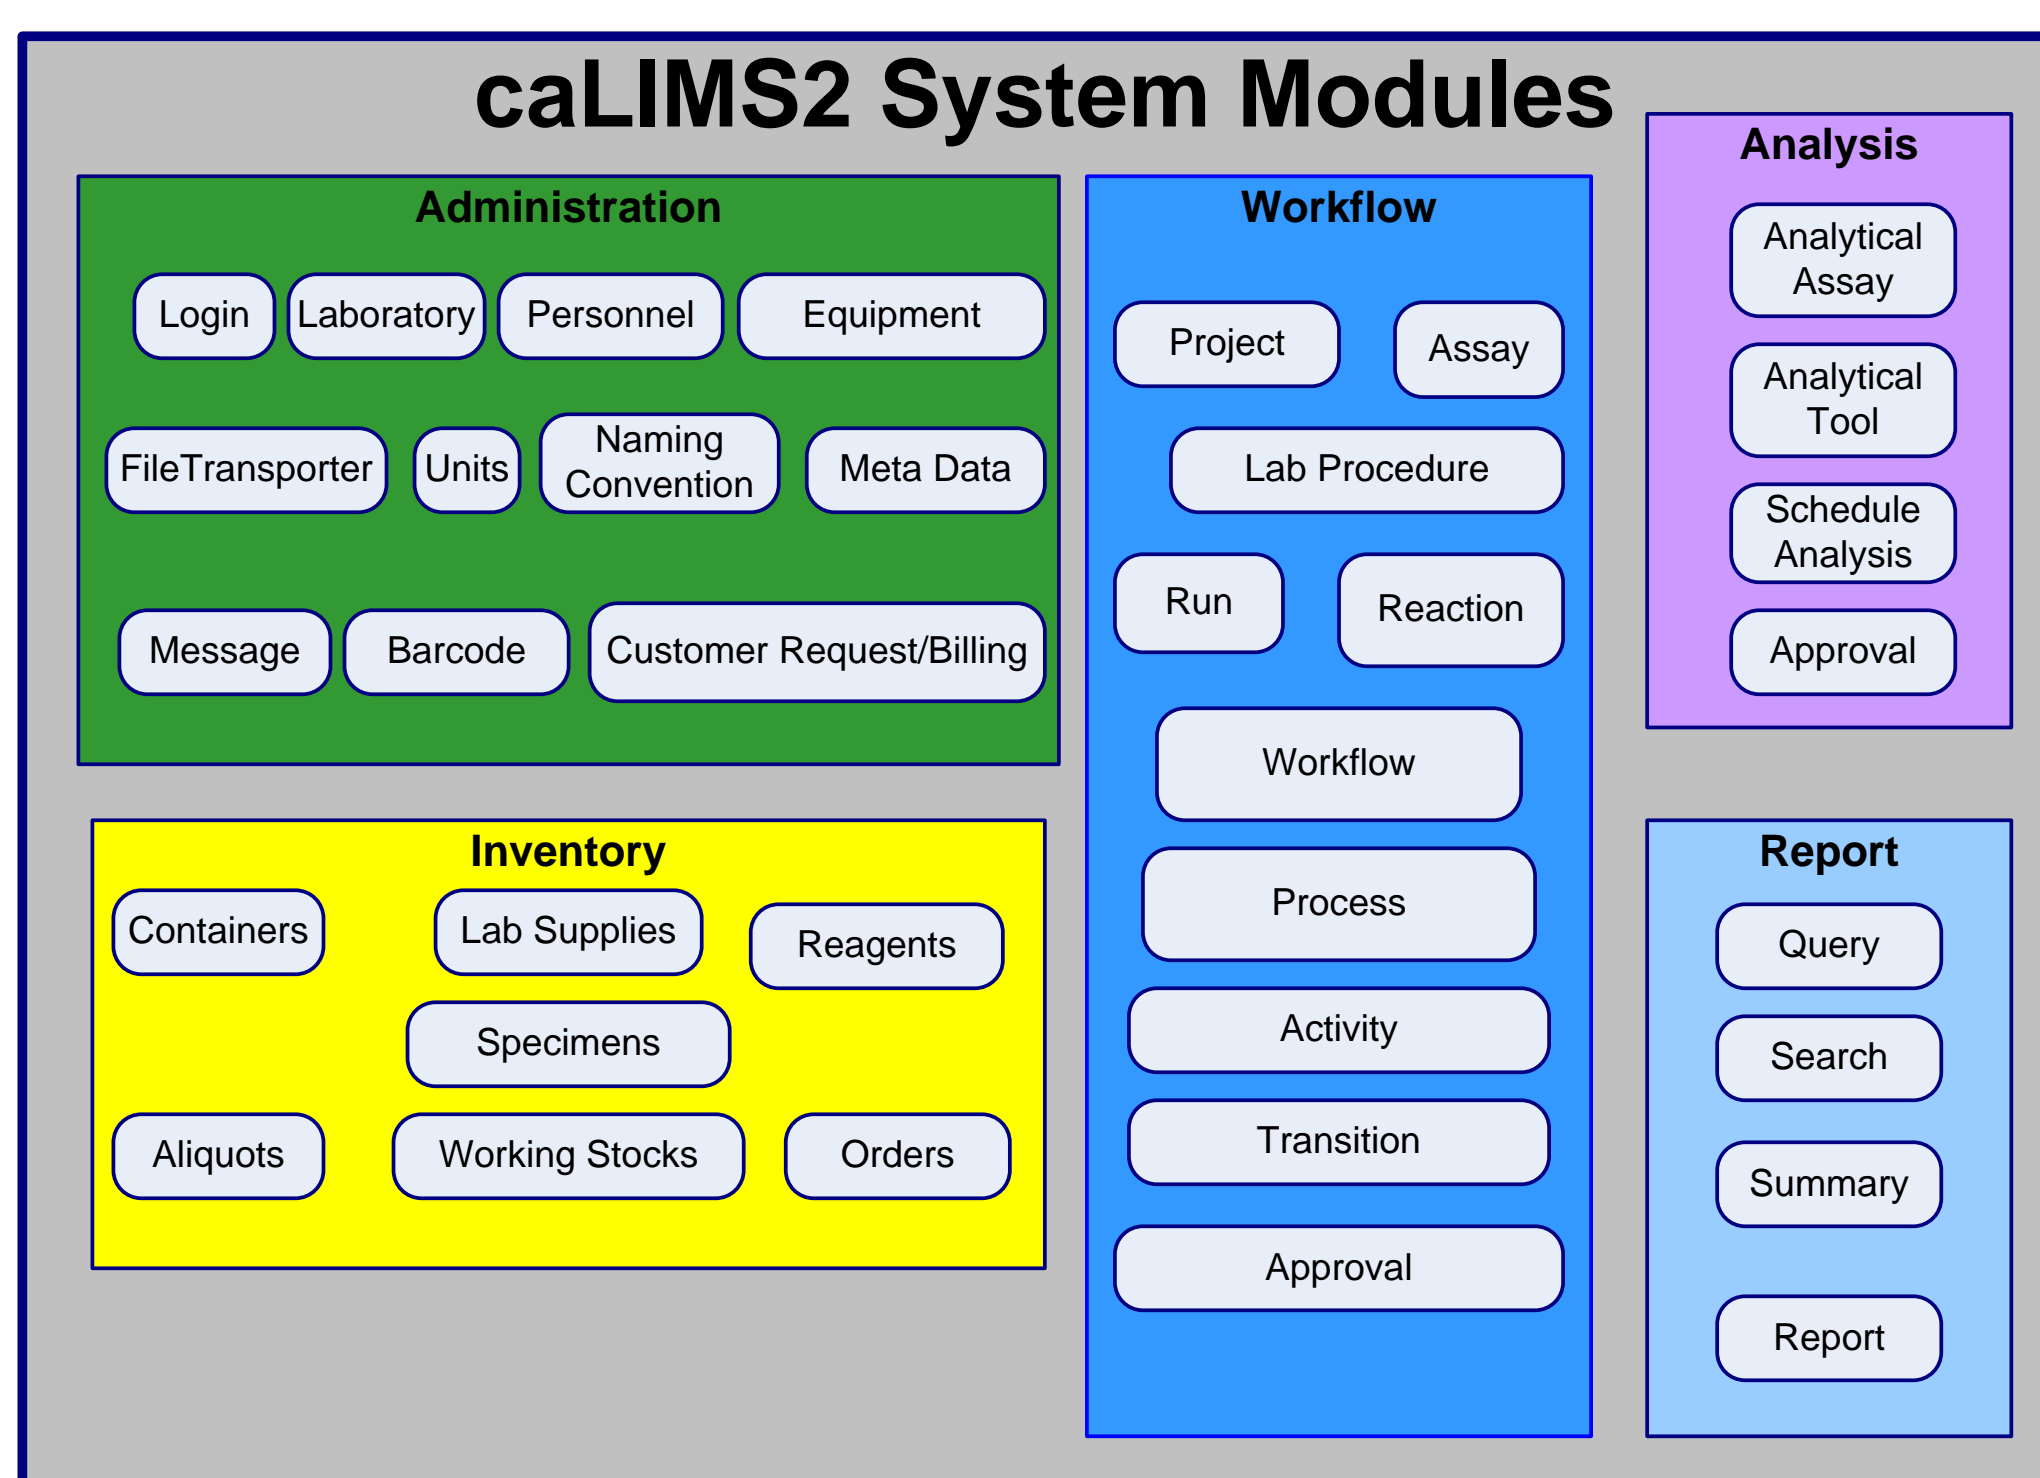 caLIMS2 System Modules
Administration
Login
Laboratory
Personnel
Equipment
FileTransporter
Units
Naming
Convention
Meta Data
Message
Barcode
Customer Request/Billing
Inventory
Containers
Lab Supplies
Reagents
Specimens
Aliquots
Working Stocks
Orders
Workflow
Project
Assay
Lab Procedure
Run
Reaction
Workflow
Process
Activity
Transition
Approval
Analysis
Analytical
Assay
Analytical
Tool
Schedule
Analysis
Approval
Report
Query
Search
Summary
Report